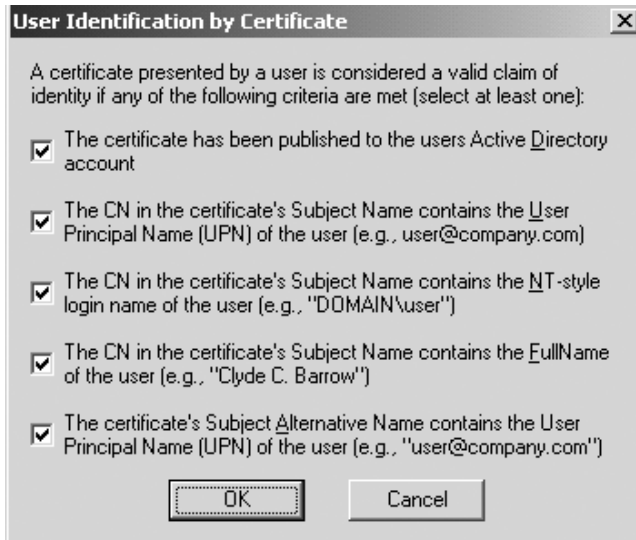 User Identification by Certificate
A certificate presented by a user is considered a valid claim of
identity if any of the following criteria are met (select at least one):
The certificate has been published to the users Active Directory
account
The CN in the certificate's Subject Name contains the User
Principal Name (UPN) of the user (e.g., user@company.com)
The CN in the certificate's Subject Name contains the NT-style
login name of the user (e.g., "DOMAIN\user")
The CN in the certificate's Subject Name contains the FullName
of the user (e.g., "Clyde C. Barrow")
The certificate's Subject Alternative Name contains the User
Principal Name (UPN) of the user (e.g., "user@company.com")
OK
Cancel